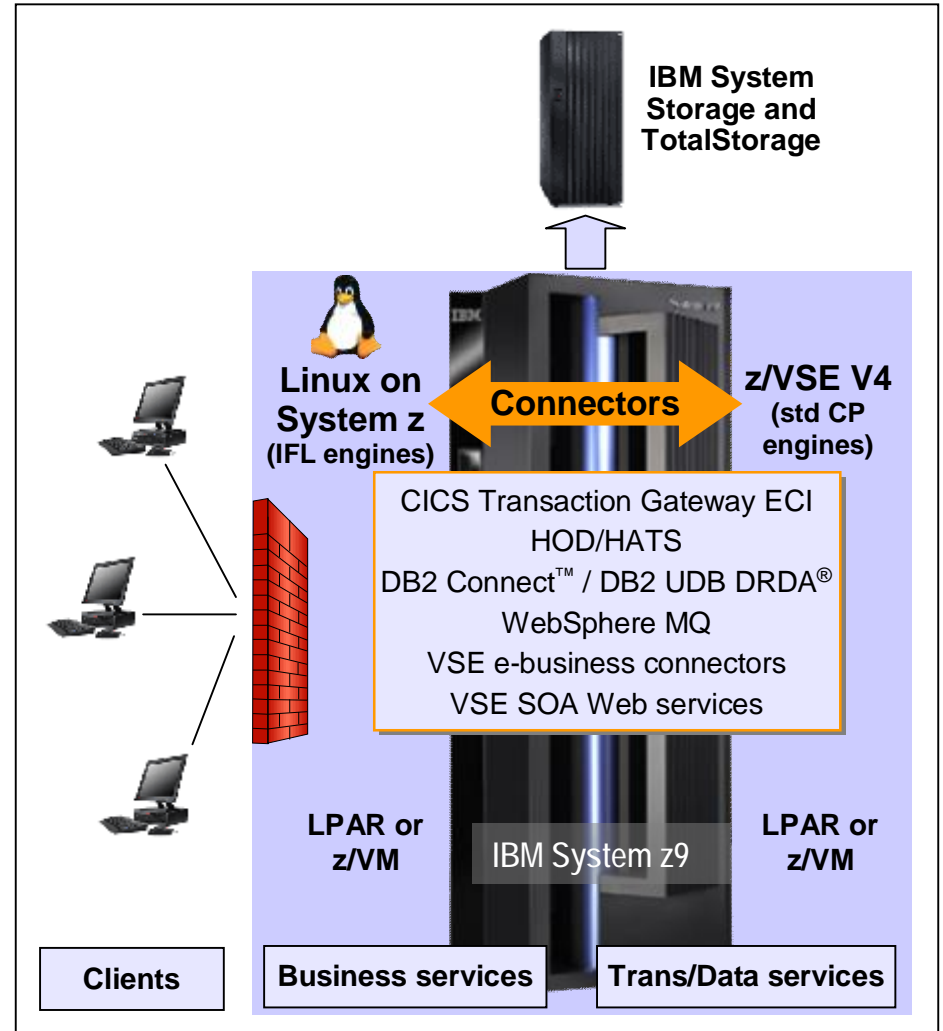 IBM System
Storage and
TotalStorage
IBM
Linux on
System z
(IFL engines)
Connectors
z/VSE V4
(std CP
engines)
CICS Transaction Gateway ECI
HOD/HATS
DB2 Connect™ / DB2 UDB DRDA®
WebSphere MQ
VSE e-business connectors
VSE SOA Web services
LPAR or
z/VM
IBM System z9
LPAR or
z/VM
Clients
Business services
Trans/Data services